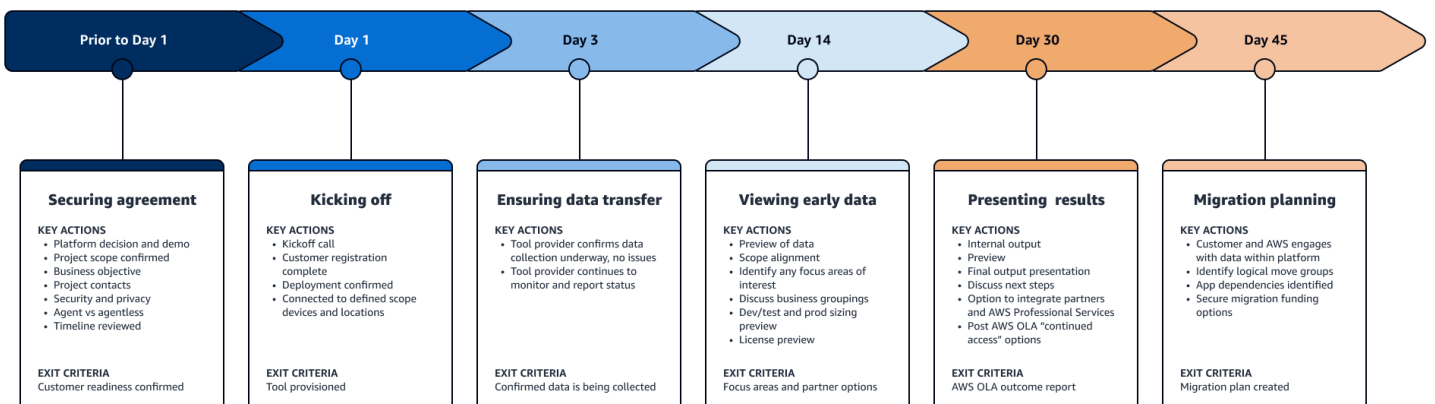 Prior to Day 1
Day 1
Day 3
Day 14
Day 30
Day 45
Securing agreement
KEY ACTIONS
• Platform decision and demo
• Project scope confirmed
• Business objective
• Project contacts
• Security and privacy
• Agent vs agentless
• Timeline reviewed
EXIT CRITERIA
Customer readiness confirmed
Kicking off
KEY ACTIONS
• Kickoff call
• Customer registration
complete
• Deployment confirmed
• Connected to defined scope
devices and locations
EXIT CRITERIA
Tool provisioned
Ensuring data transfer
KEY ACTIONS
• Tool provider confirms data
collection underway, no issues
• Tool provider continues to
monitor and report status
EXIT CRITERIA
Confirmed data is being collected
Viewing early data
KEY ACTIONS
• Preview of data
• Scope alignment
• Identify any focus areas of
interest
• Discuss business groupings
• Dev/test and prod sizing
preview
• License preview
EXIT CRITERIA
Focus areas and partner options
Presenting results
KEY ACTIONS
• Internal output
• Preview
• Final output presentation
• Discuss next steps
• Option to integrate partners
and AWS Professional Services
• Post AWS OLA “continued
access” options
EXIT CRITERIA
AWS OLA outcome report
Migration planning
KEY ACTIONS
• Customer and AWS engages
with data within platform
• Identify logical move groups
• App dependencies identified
• Secure migration funding
options
EXIT CRITERIA
Migration plan created